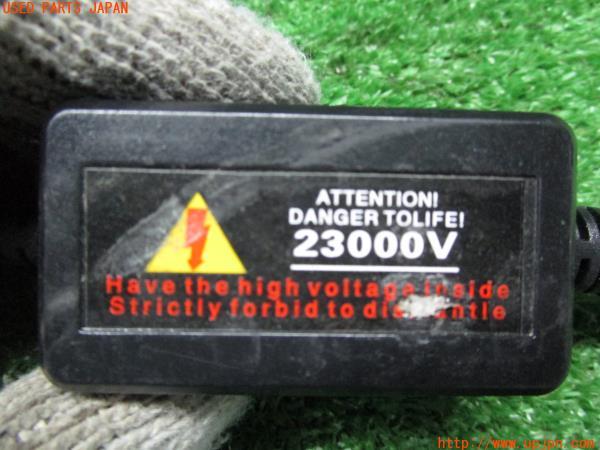 USED PARTS JAPAN
ATTENTION!
DANGER TOLIFE!
23000V
Have the high voltage inside
Strictly forbid to dismantle
http://www.ucjpn.com